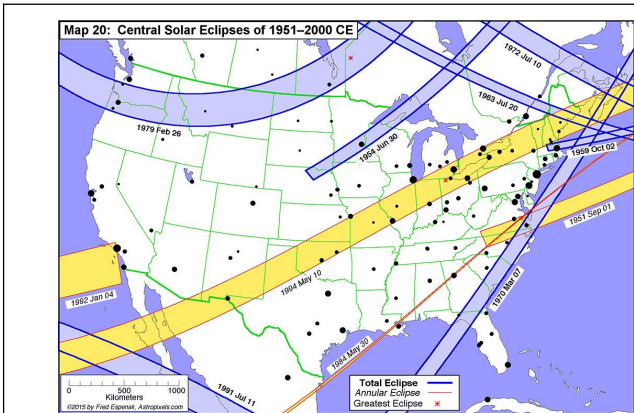 Map 20: Central Solar Eclipses of 1951–2000 CE
1972 Jul 10
1963 Jul 20
1979 Feb 26
1954 Jun 30
1959 Oct 02
1951 Sep 01
1994 May 10
1970 Mar 07
1992 Jan 04
1984 May 30
1991 Jul 11
0 500 1000
Kilometers
©2015 by Fred Espenak, Astropixels.com
Total Eclipse
Annular Eclipse
Greatest Eclipse